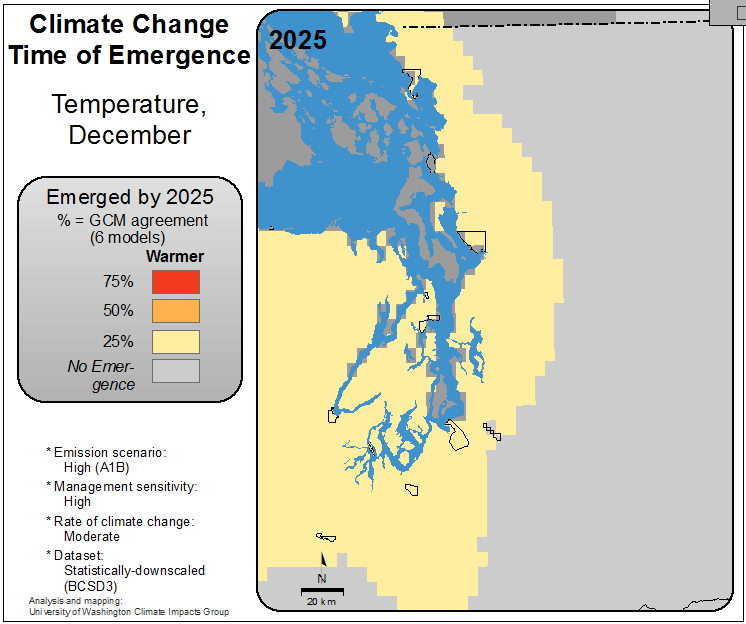 Climate Change
Time of Emergence
Temperature,
December
Emerged by 2025
% = GCM agreement
(6 models)
Warmer
75%
50%
25%
No Emer-
gence
* Emission scenario:
High (A1B)
* Management sensitivity:
High
* Rate of climate change:
Moderate
* Dataset:
Statistically-downscaled
(BCSD3)
Analysis and mapping:
University of Washington Climate Impacts Group
2025
N
20 km